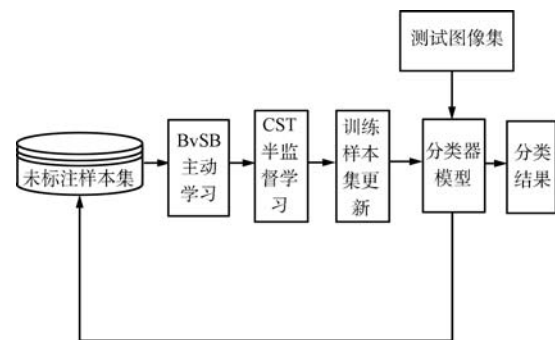 测试图像集
未标注样本集
BvSB
主动
学习
CST
半监
督学
习
训练
样本
集更
新
分类器
模型
分类
结果